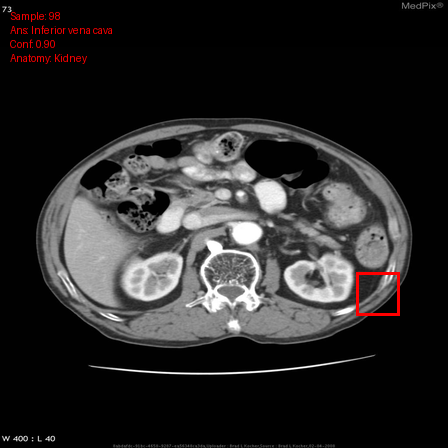 73
MedPix®
Sample: 98
Ans: Inferior vena cava
Conf: 0.90
Anatomy: Kidney
W 400 : L 40